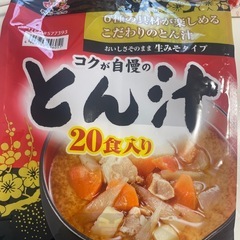 6種の具材が楽しめる
こだわりのとん汁
おいしさそのまま 生みそタイプ
コクが自慢の
とん汁
20食入り